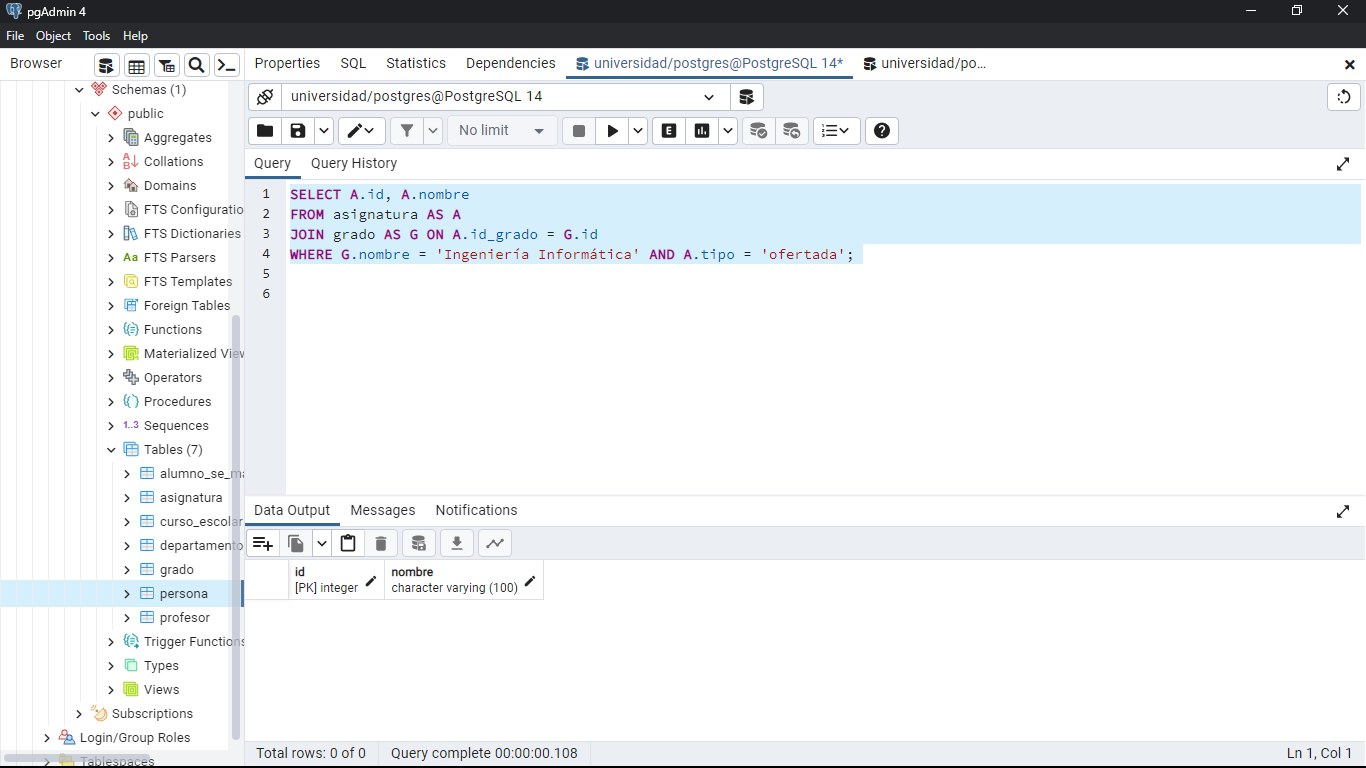 pgAdmin 4
File Object Tools Help
Browser
Properties SQL Statistics Dependencies universidad/postgres@PostgreSQL 14* universidad/po...
Schemas (1)
public
Aggregates
Collations
Domains
FTS Configuratio
FTS Dictionaries
FTS Parsers
FTS Templates
Foreign Tables
Functions
Materialized View
Operators
Procedures
1..3 Sequences
Tables (7)
alumno_se_ma
asignatura
curso_escolar
departamento
grado
persona
profesor
Trigger Functions
Types
Views
Subscriptions
Login/Group Roles
Tablespaces
universidad/postgres@PostgreSQL 14
No limit
E
Query Query History
1 SELECT A.id, A.nombre
2 FROM asignatura AS A
3 JOIN grado AS G ON A.id_grado = G.id
4 WHERE G.nombre = 'Ingeniería Informática' AND A.tipo = 'ofertada';
5
6
Data Output Messages Notifications
id nombre
[PK] integer character varying (100)
Total rows: 0 of 0 Query complete 00:00:00.108 Ln 1, Col 1